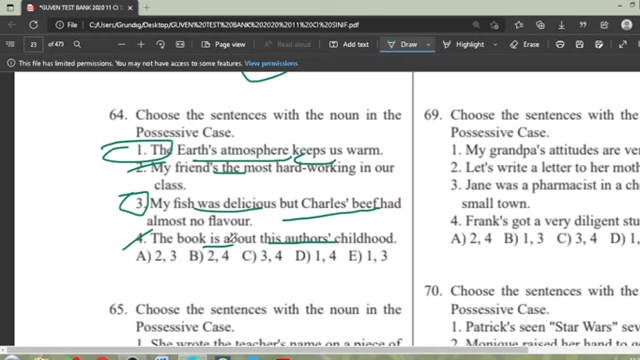 *GUVEN TEST BANK 2020 11 CI SINIF
File | C:/Users/Grundig/Desktop/GUVEN%20TEST%20BANK%202020%2011%20CI%20SINIF.pdf
23 of 473 Page view Read aloud Add text Draw Highlight Erase
This file has limited permissions. You may not have access to some features. View permissions
64. Choose the sentences with the noun in the
Possessive Case.
1. The Earth's atmosphere keeps us warm.
2. My friend's the most hard-working in our
class.
3. My fish was delicious but Charles' beef had
almost no flavour.
4. The book is about this authors' childhood.
A) 2, 3 B) 2, 4 C) 3, 4 D) 1, 4 E) 1, 3
65. Choose the sentences with the noun in the
Possessive Case.
1. She wrote the teacher's name on a piece of
69. Choose the sentences with the
Possessive Case.
1. My grandpa's attitudes are
2. Let's write a letter to her
3. Jane was a pharmacist in a
small town.
4. Frank's got a very diligent
A) 2, 4 B) 1, 3 C) 3, 4 D)
70. Choose the sentences with the
Possessive Case.
1. Patrick's seen "Star Wars"
2. Monique raised her hand to